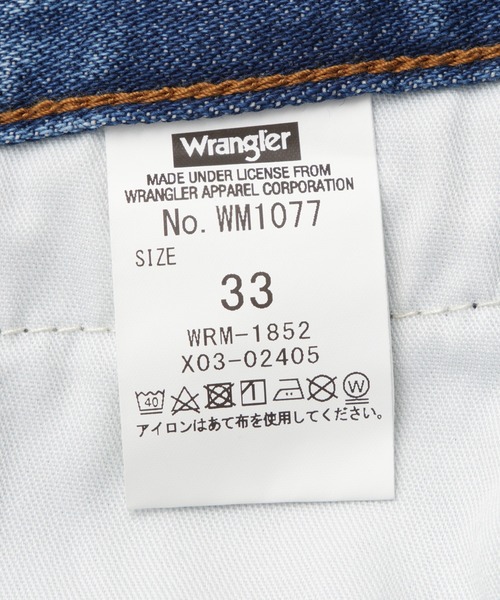 Wrangler
MADE UNDER LICENSE FROM
WRANGLER APPAREL CORPORATION
No. WM1077
SIZE
33
WRM-1852
X03-02405
40 W
アイロンはあて布を使用してください。